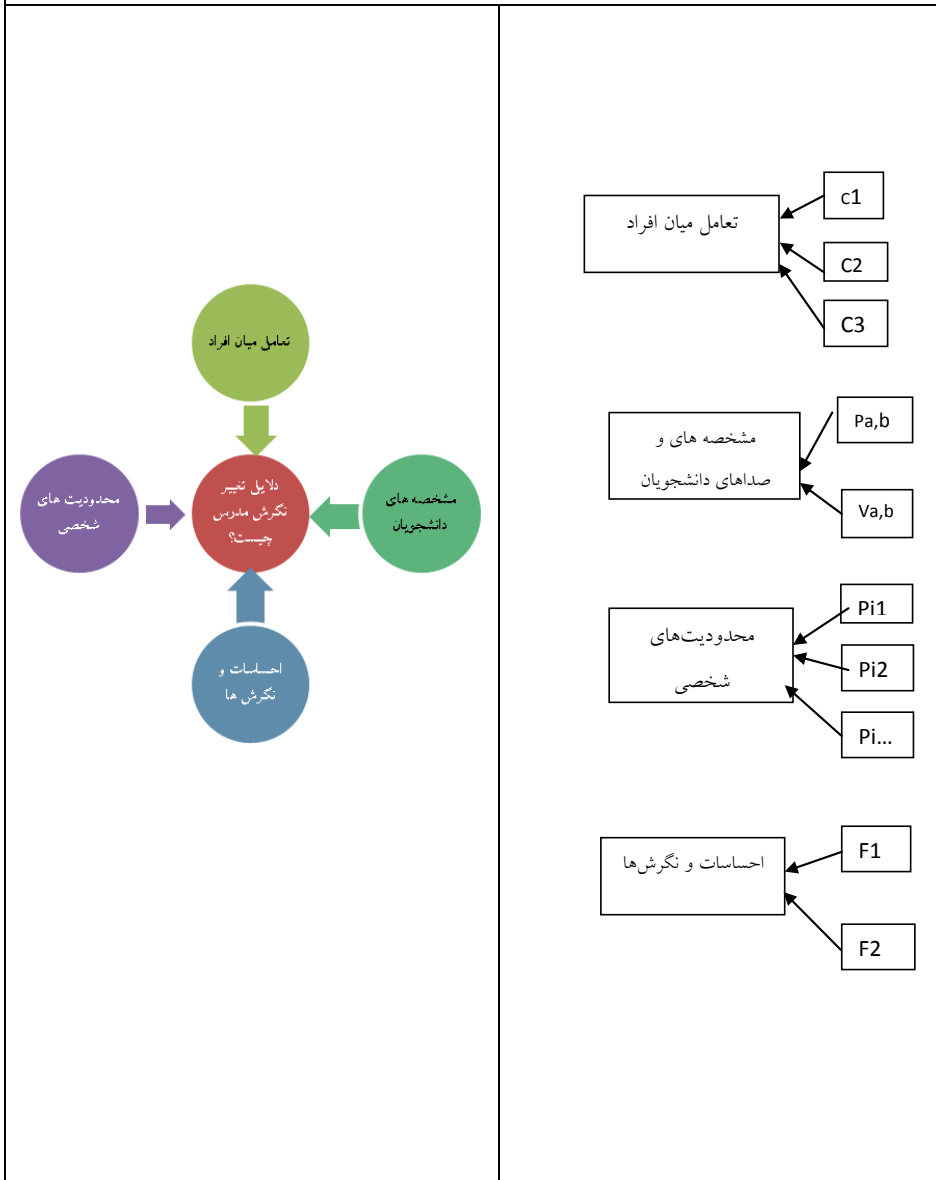 تعامل میان افراد
محدودیت های
شخصی
دلایل تغییر
نگرش مدرس
چیست؟
مشخصه های
دانشجویان
احساسات و
نگرش ها
تعامل میان افراد
c1
C2
C3
مشخصه های و
صداهای دانشجویان
Pa,b
Va,b
محدودیت‌های
شخصی
Pi1
Pi2
Pi...
احساسات و نگرش‌ها
F1
F2